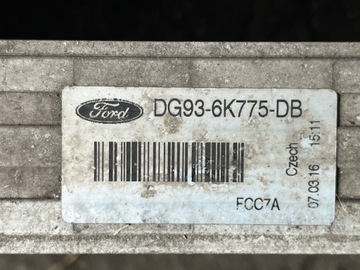 Ford
DG93-6K775-DB
Czech
07.03.16 15:11
FCC7A